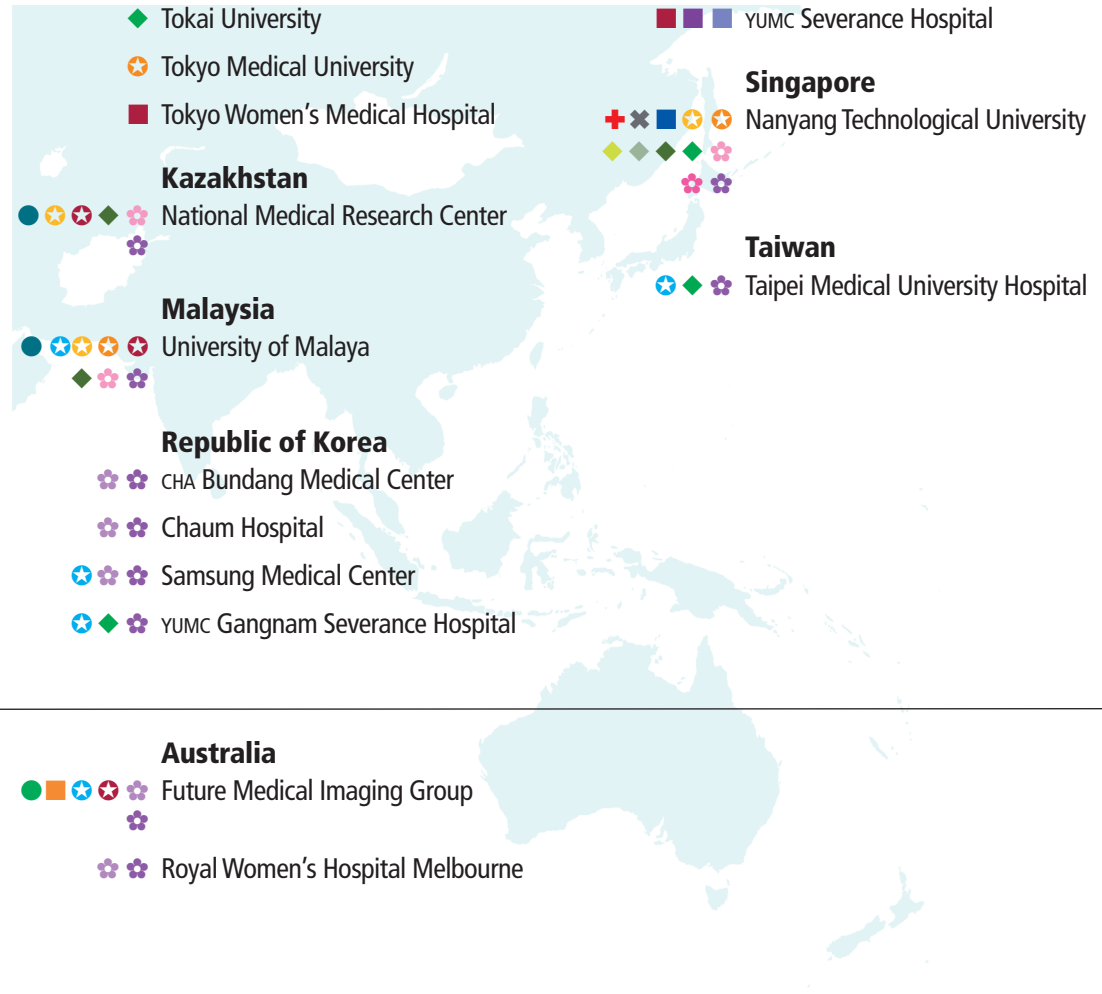 Tokai University
Tokyo Medical University
Tokyo Women’s Medical Hospital
Kazakhstan
National Medical Research Center
Malaysia
University of Malaya
Republic of Korea
CHA Bundang Medical Center
Chaum Hospital
Samsung Medical Center
YUMC Gangnam Severance Hospital
YUMC Severance Hospital
Singapore
Nanyang Technological University
Taiwan
Taipei Medical University Hospital
Australia
Future Medical Imaging Group
Royal Women’s Hospital Melbourne